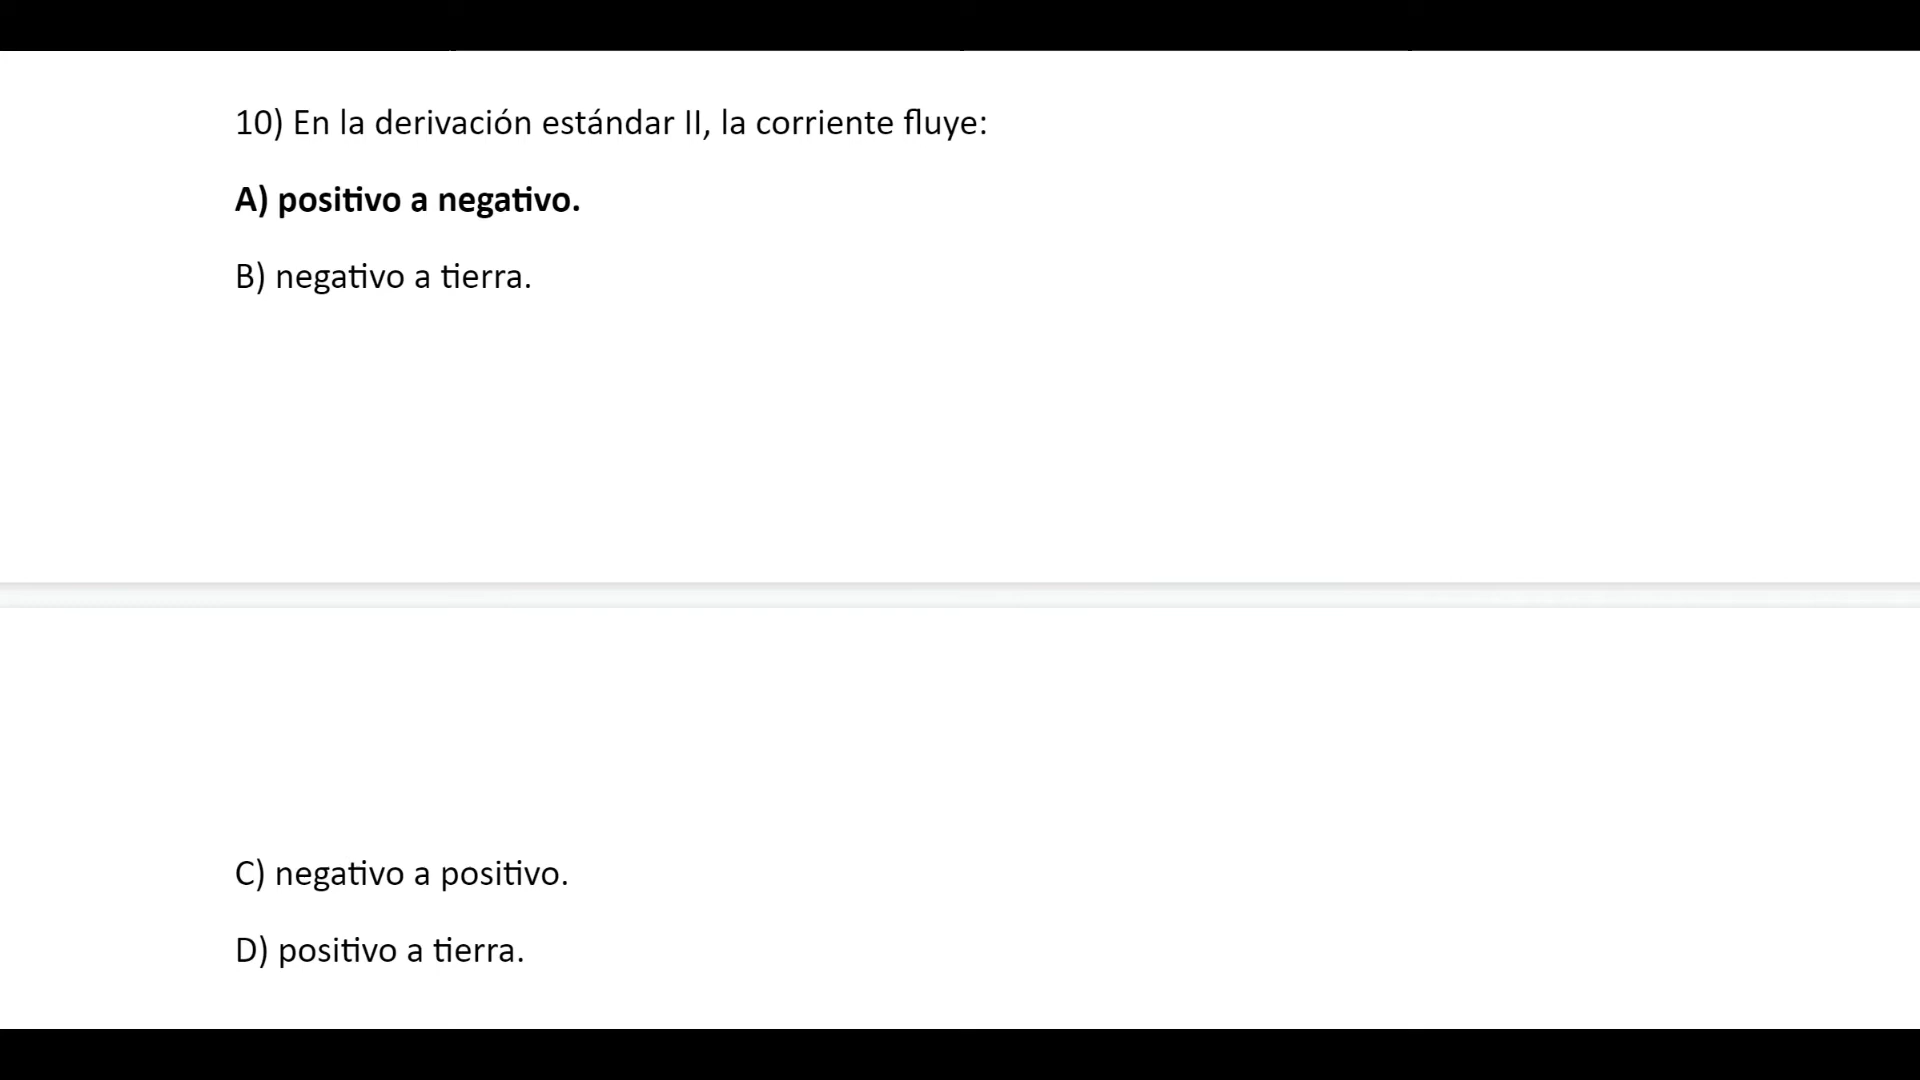 10) En la derivación estándar II, la corriente fluye:
A) positivo a negativo.
B) negativo a tierra.
C) negativo a positivo.
D) positivo a tierra.